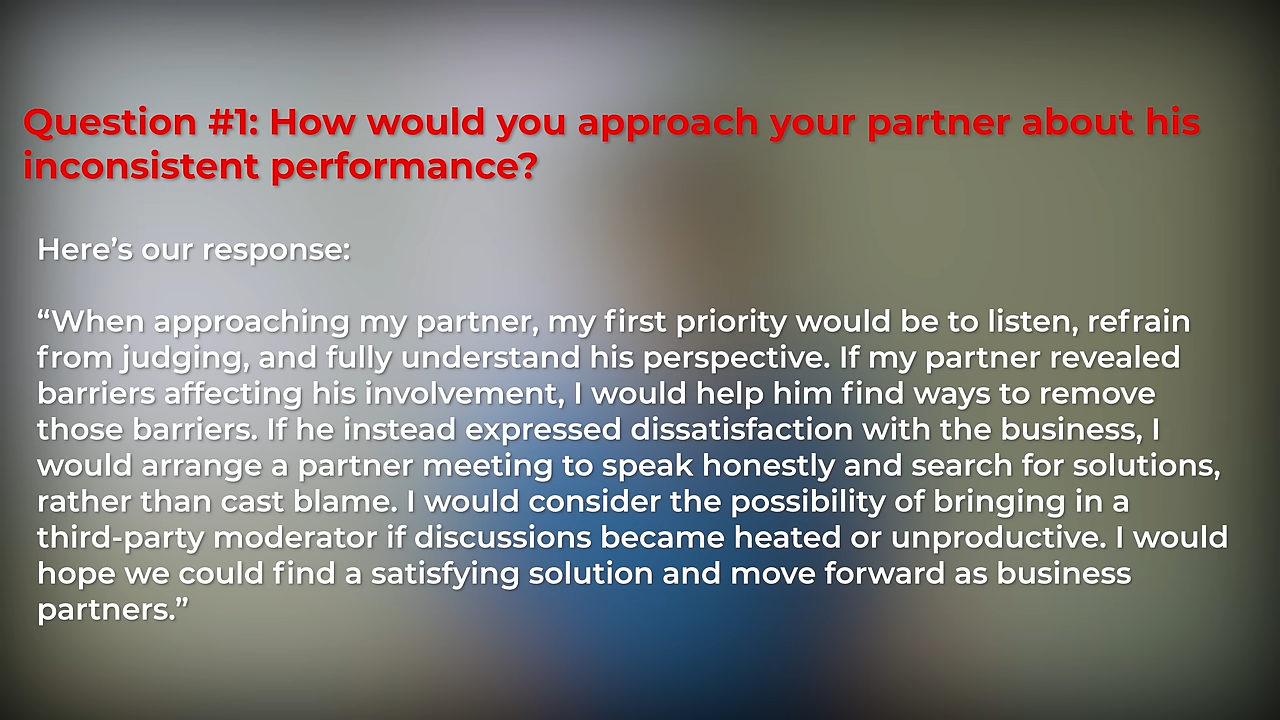 Question #1: How would you approach your partner about his
inconsistent performance?
Here’s our response:
“When approaching my partner, my first priority would be to listen, refrain
from judging, and fully understand his perspective. If my partner revealed
barriers affecting his involvement, I would help him find ways to remove
those barriers. If he instead expressed dissatisfaction with the business, I
would arrange a partner meeting to speak honestly and search for solutions,
rather than cast blame. I would consider the possibility of bringing in a
third-party moderator if discussions became heated or unproductive. I would
hope we could find a satisfying solution and move forward as business
partners.”